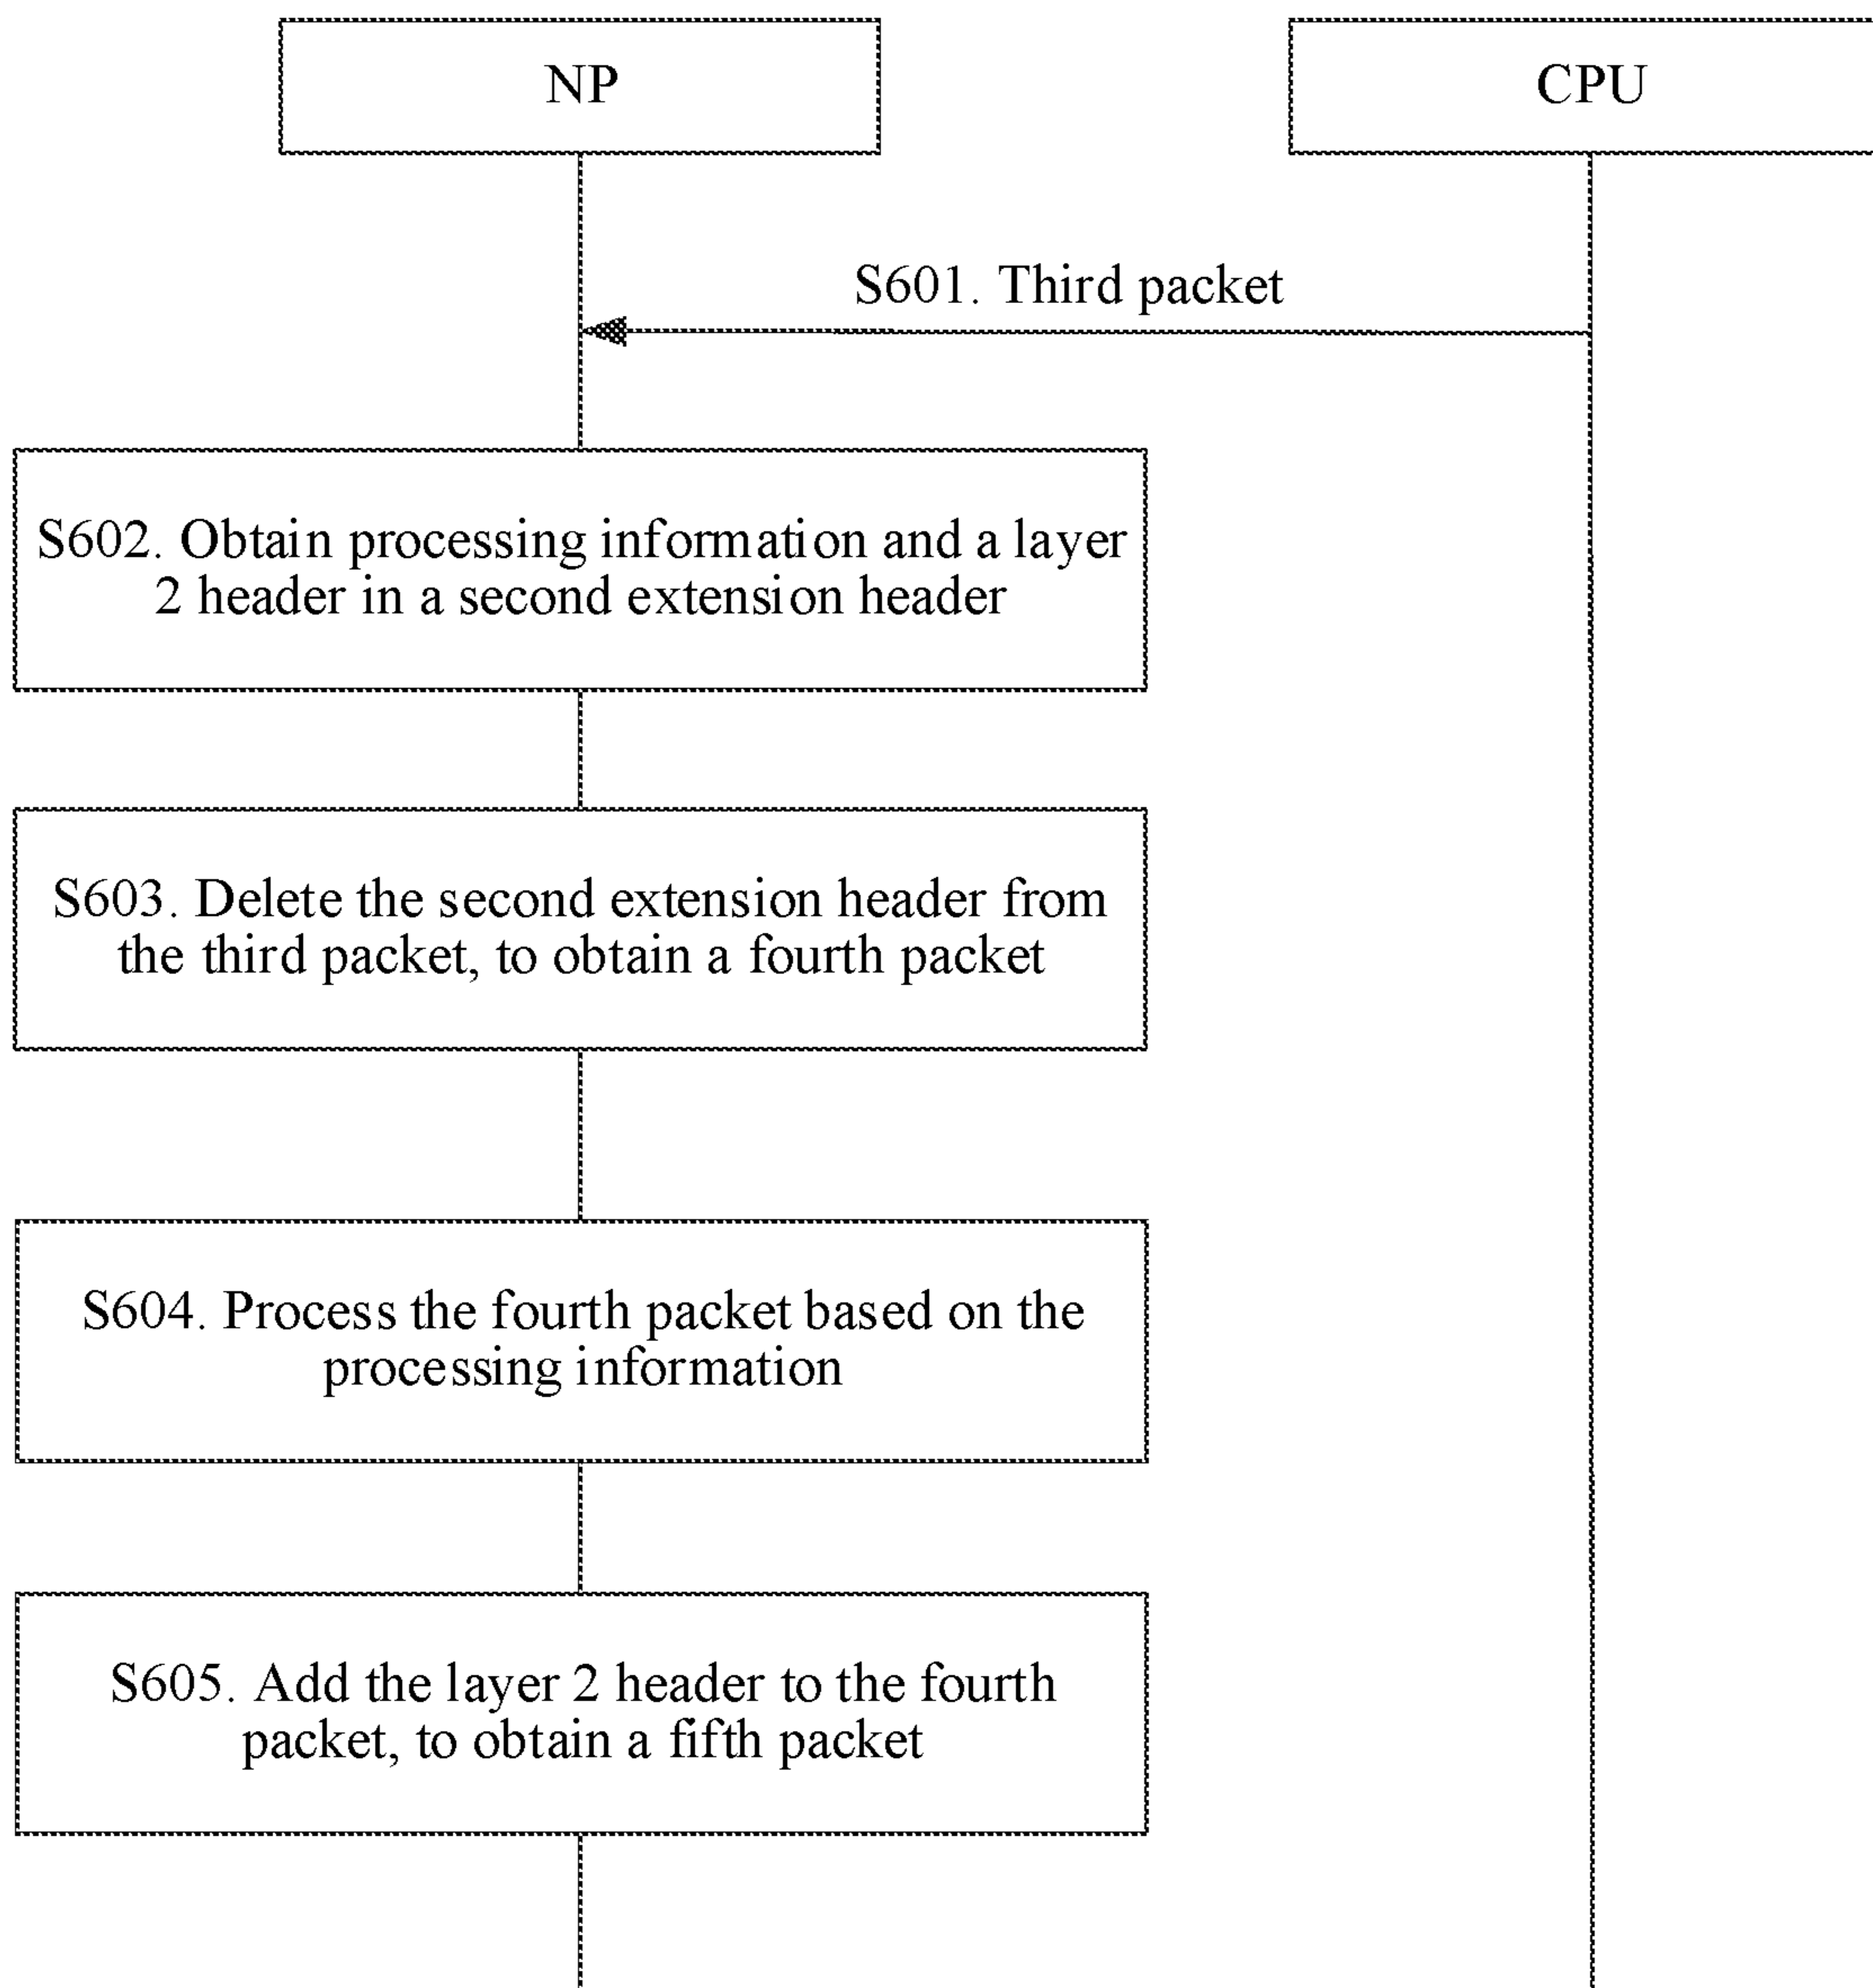 NP
CPU
S601. Third packet
S602. Obtain processing information and a layer
2 header in a second extension header
S603. Delete the second extension header from
the third packet, to obtain a fourth packet
S604. Process the fourth packet based on the
processing information
S605. Add the layer 2 header to the fourth
packet, to obtain a fifth packet